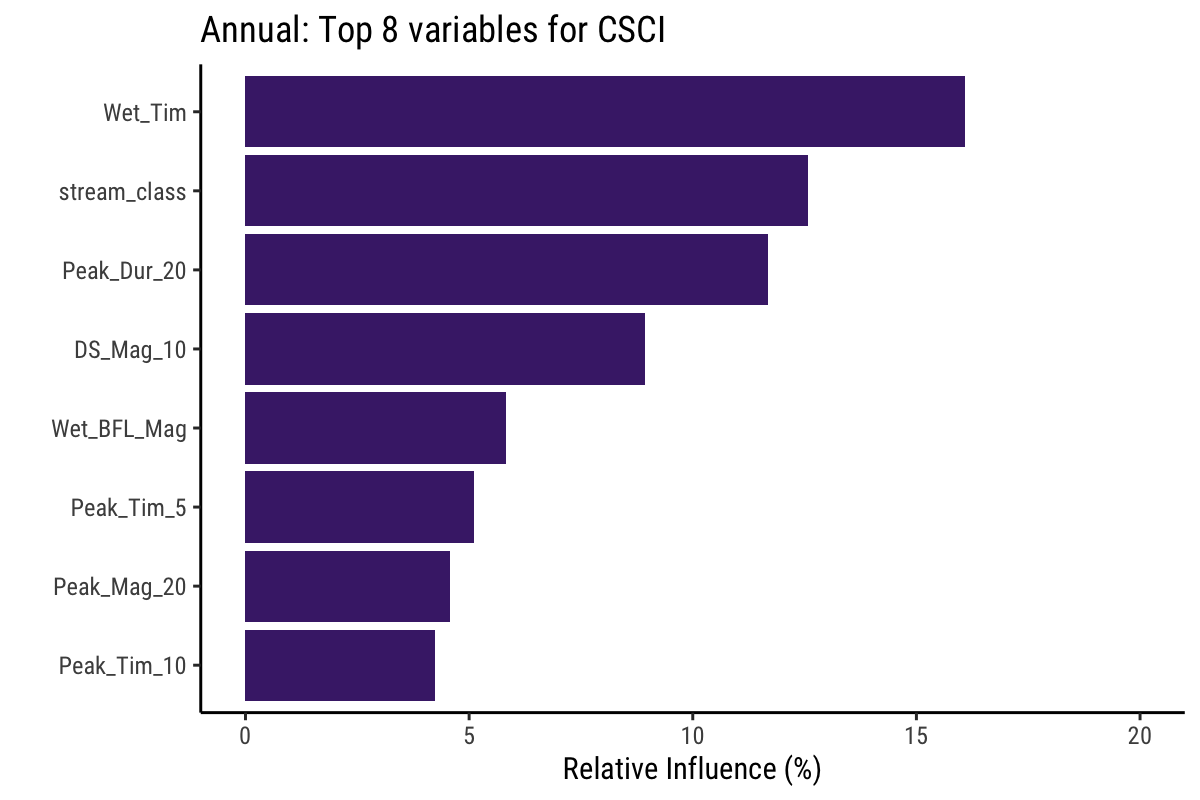 Annual: Top 8 variables for CSCI
Wet_Tim
stream_class
Peak_Dur_20
DS_Mag_10
Wet_BFL_Mag
Peak_Tim_5
Peak_Mag_20
Peak_Tim_10
0 5 10 15 20
Relative Influence (%)